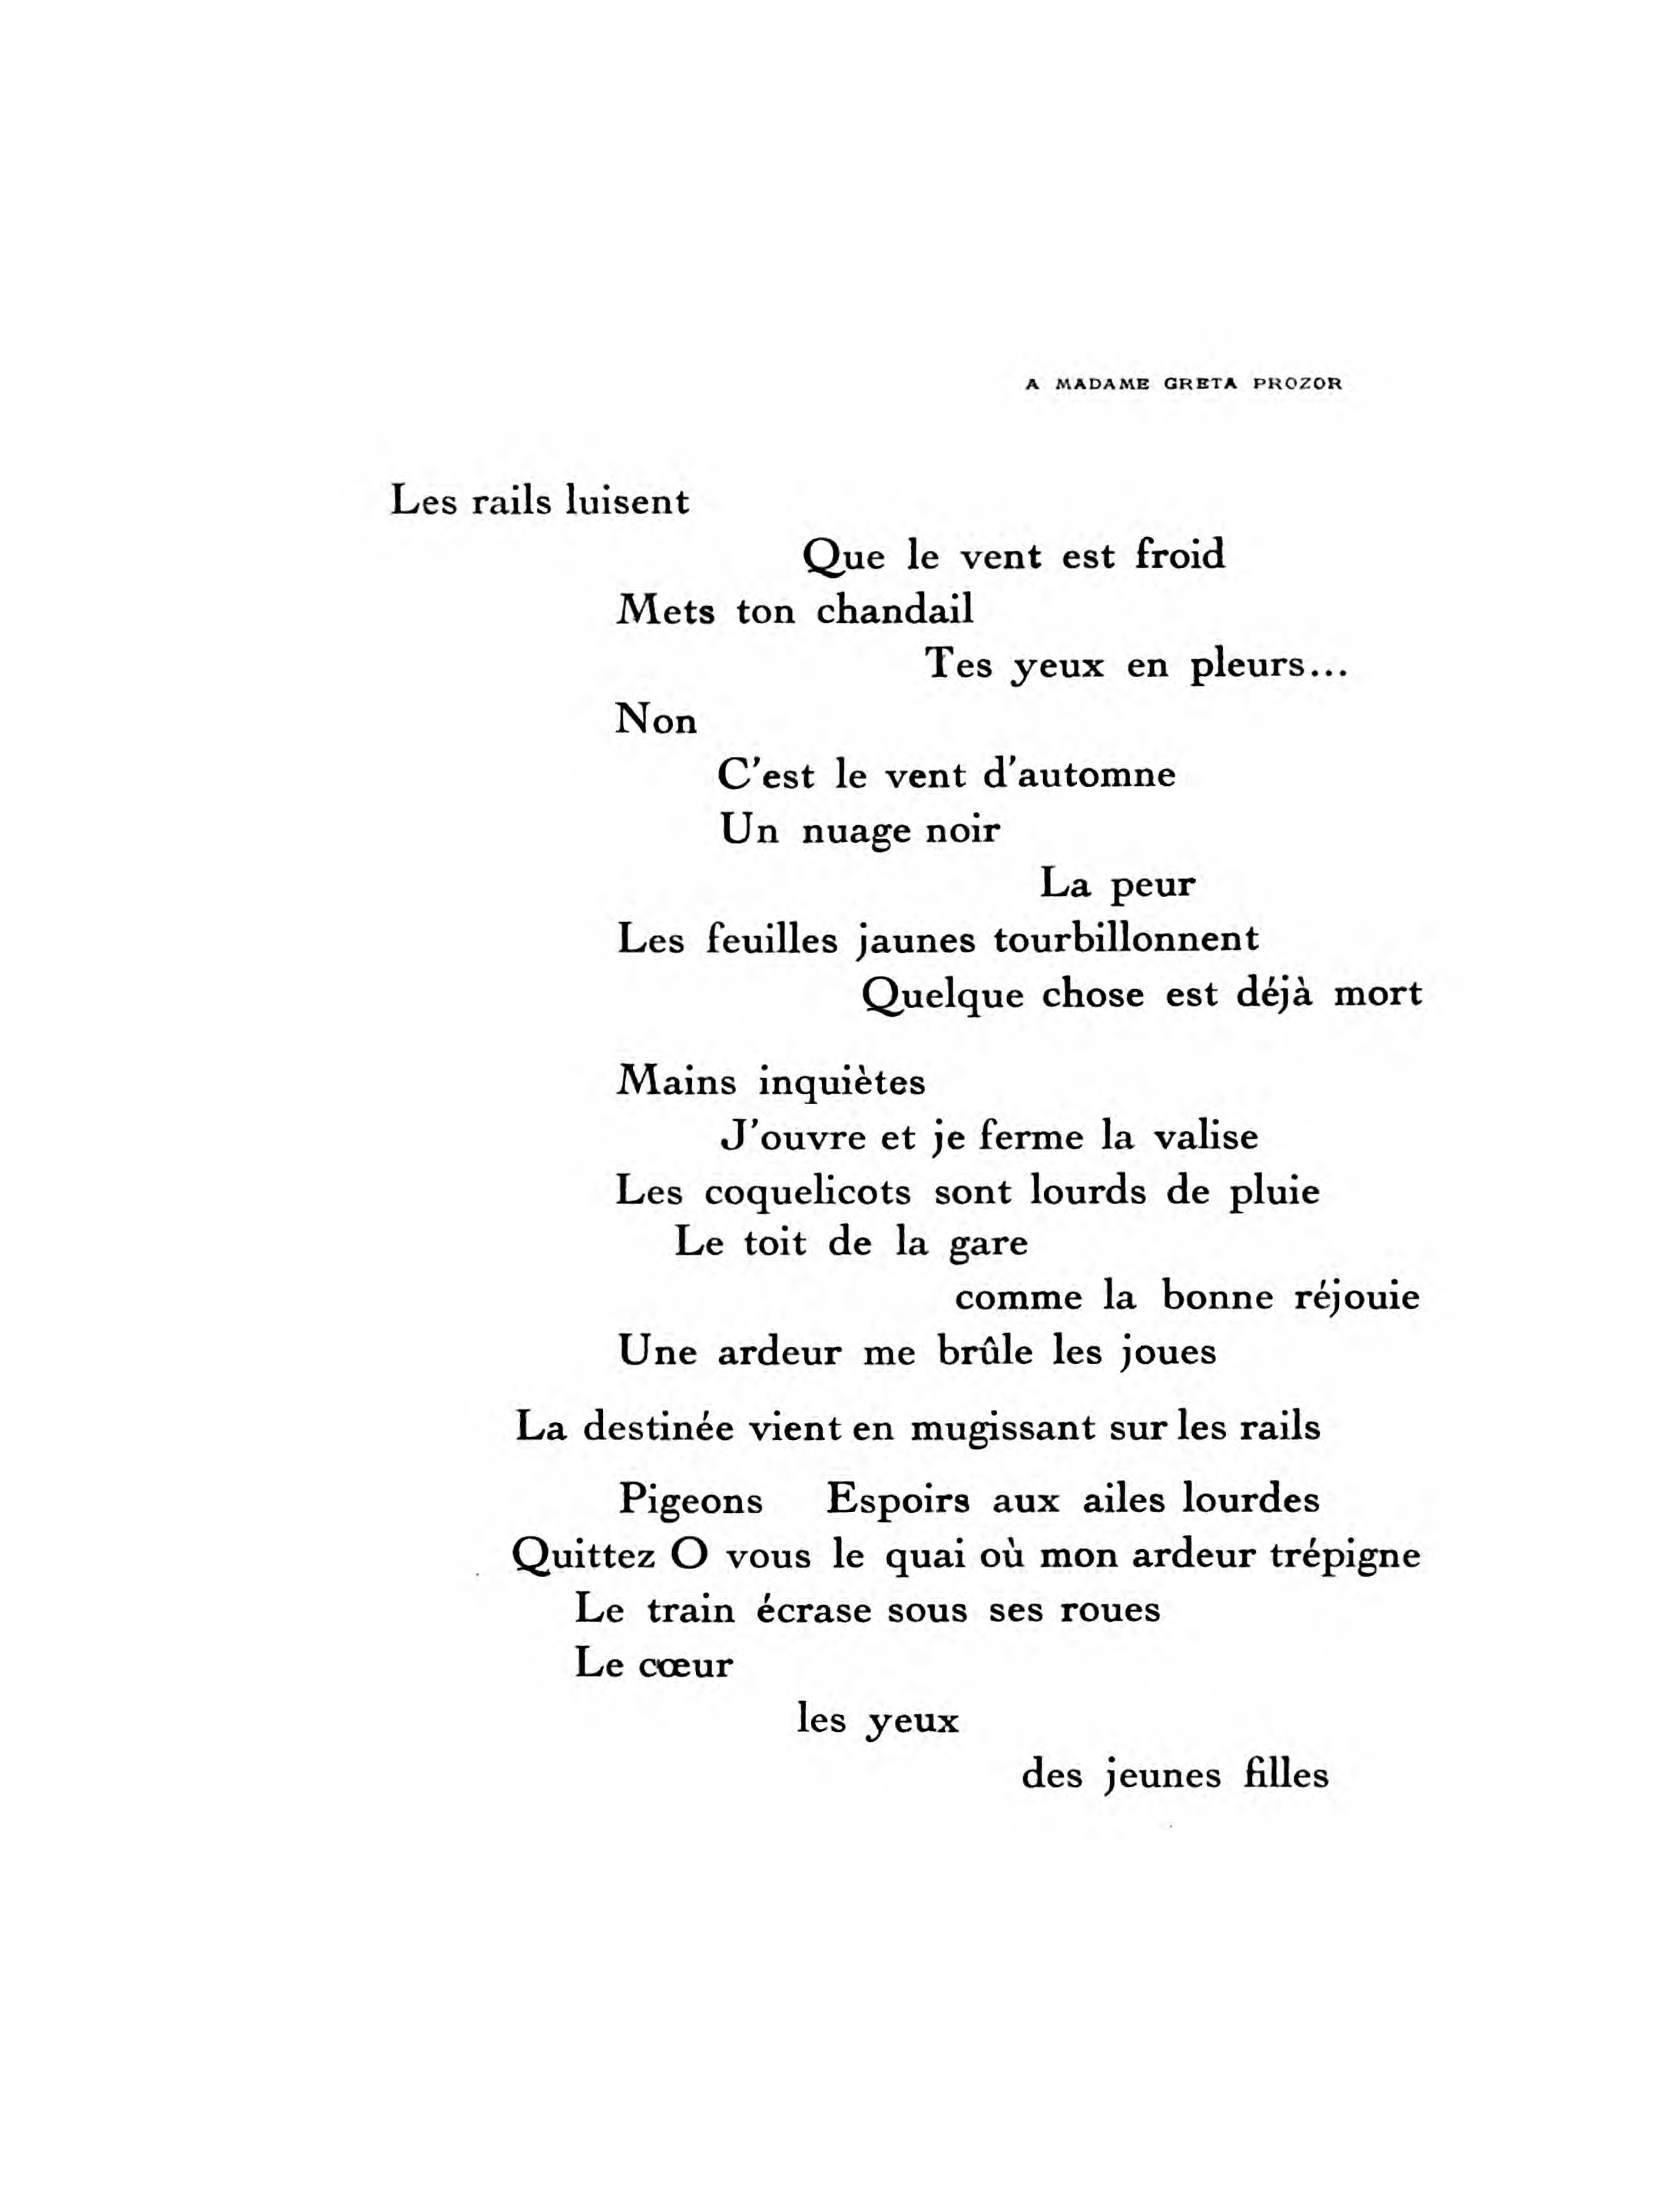 A MADAME GRETA PROZOR
Les rails luisent
Que le vent est froid
Mets ton chandail
Tes yeux en pleurs...
Non
C'est le vent d'automne
Un nuage noir
La peur
Les feuilles jaunes tourbillonnent
Quelque chose est déjà mort
Mains inquiètes
J'ouvre et je ferme la valise
Les coquelicots sont lourds de pluie
Le toit de la gare
comme la bonne réjouie
Une ardeur me brûle les joues
La destinée vient en mugissant sur les rails
Pigeons Espoirs aux ailes lourdes
Quittez O vous le quai où mon ardeur trépigne
Le train écrase sous ses roues
Le cœur
les yeux
des jeunes filles